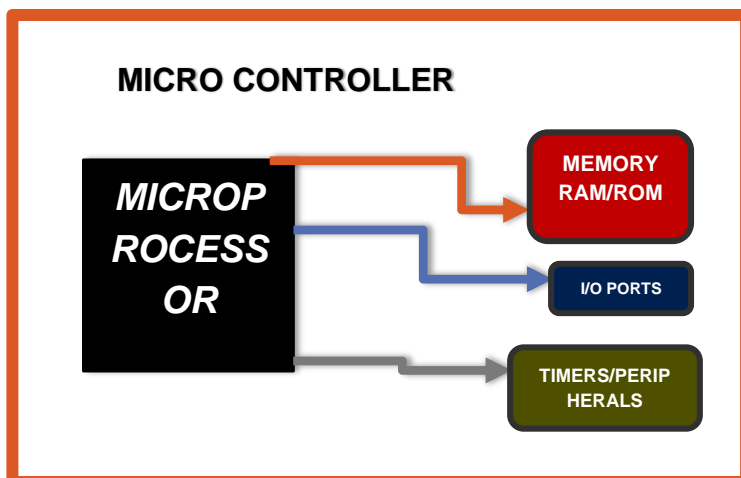 MICRO CONTROLLER
MICROP
ROCESS
OR
MEMORY
RAM/ROM
I/O PORTS
TIMERS/PERIP
HERALS